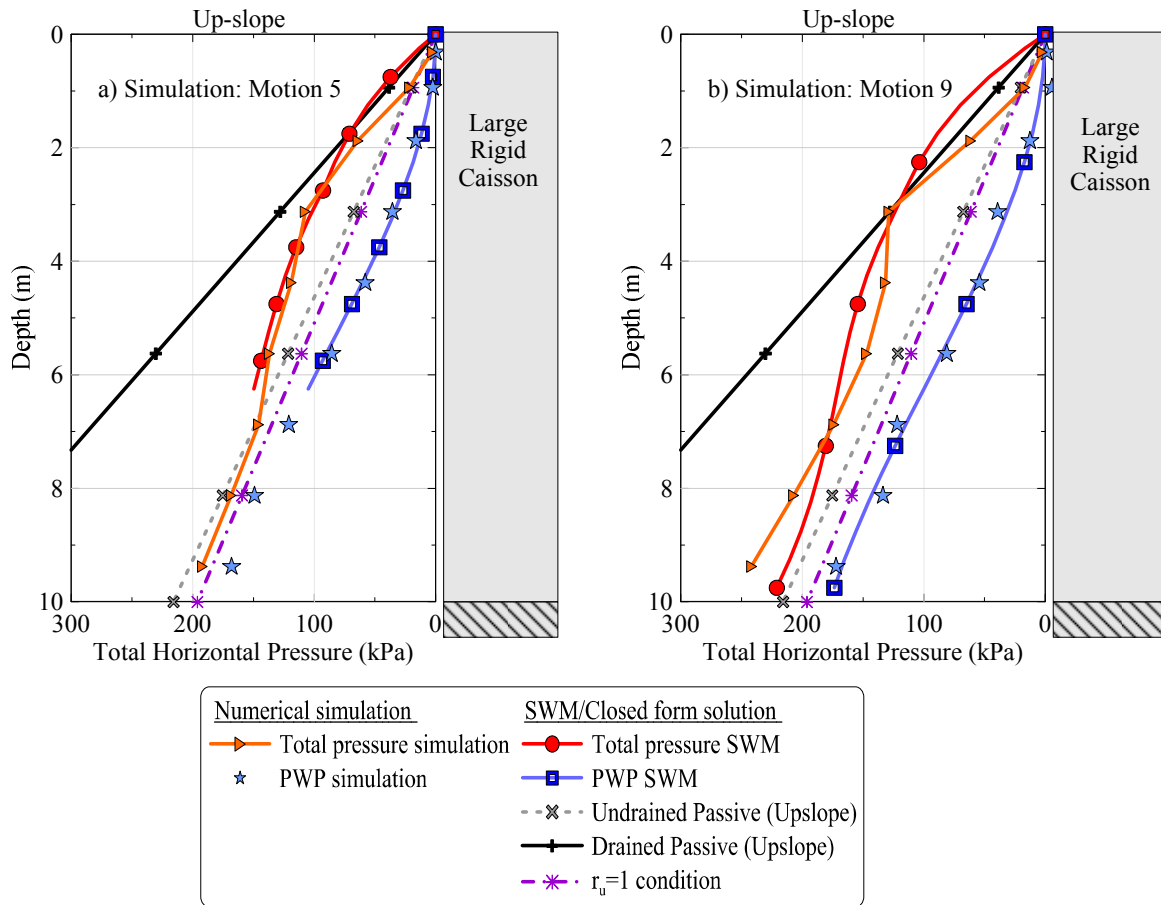 Up-slope
a) Simulation: Motion 5
0
2
4
6
8
10
Depth (m)
300
200
100
0
Total Horizontal Pressure (kPa)
Large
Rigid
Caisson
Up-slope
b) Simulation: Motion 9
0
2
4
6
8
10
Depth (m)
300
200
100
0
Total Horizontal Pressure (kPa)
Large
Rigid
Caisson
Numerical simulation
Total pressure simulation
PWP simulation
SWM/Closed form solution
Total pressure SWM
PWP SWM
Undrained Passive (Upslope)
Drained Passive (Upslope)
r_u=1 condition